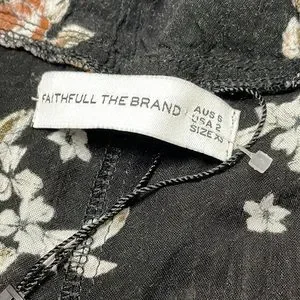 FAITHFULL THE BRAND
AUS 6
USA 2
SIZE XS